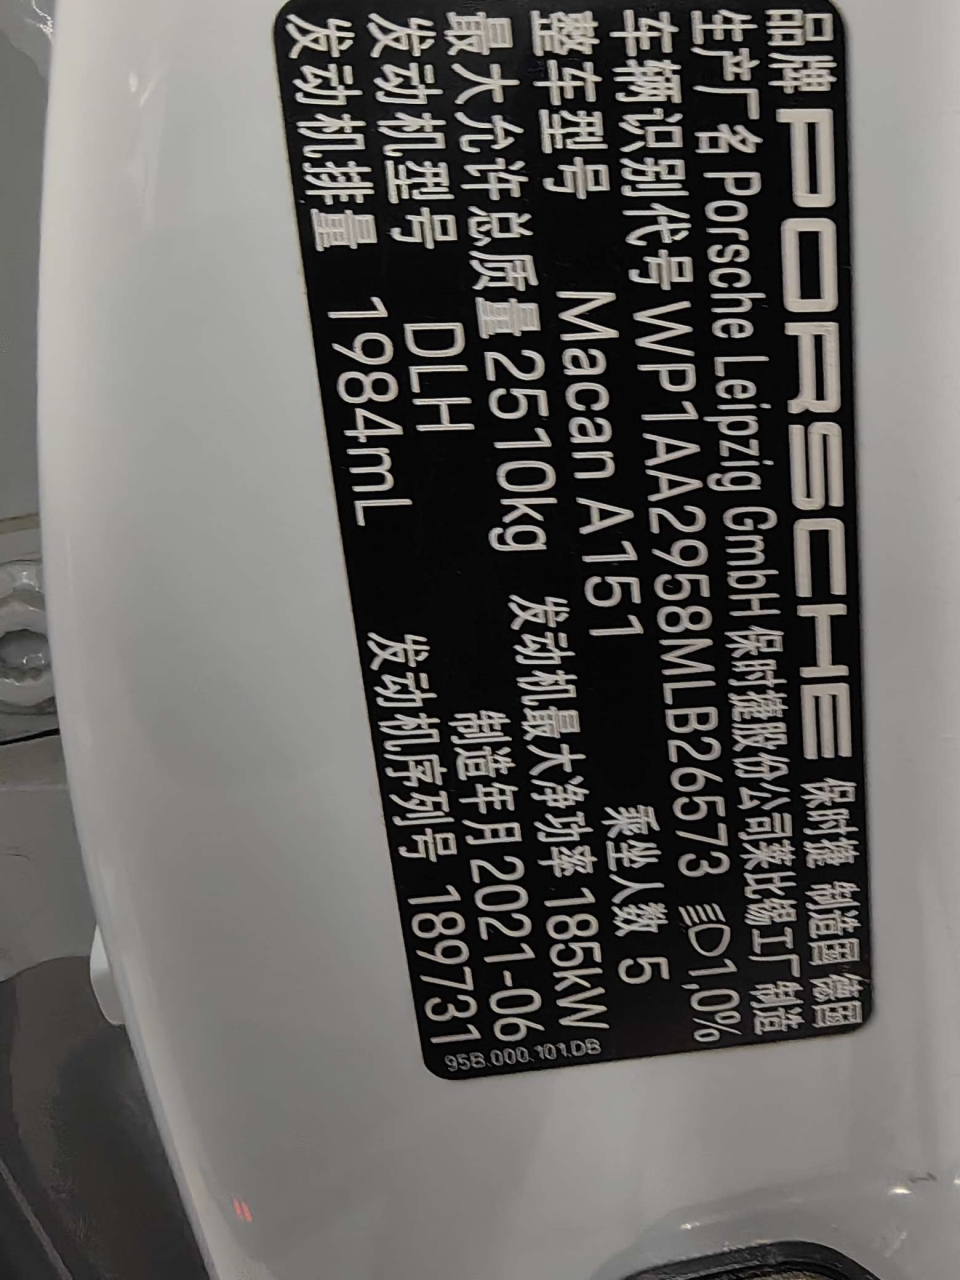 品牌 PORSCHE 保时捷 制造国 德国
生产厂名 Porsche Leipzig GmbH 保时捷股份公司莱比锡工厂制造
车辆识别代号 WP1AA2958MLB26573 1,0%
整车型号 Macan A151 乘坐人数 5
最大允许总质量 2510kg 发动机最大净功率 185kW
发动机型号 DLH 制造年月 2021-06
发动机排量 1984mL 发动机序列号 189731
95B.000.101.DB